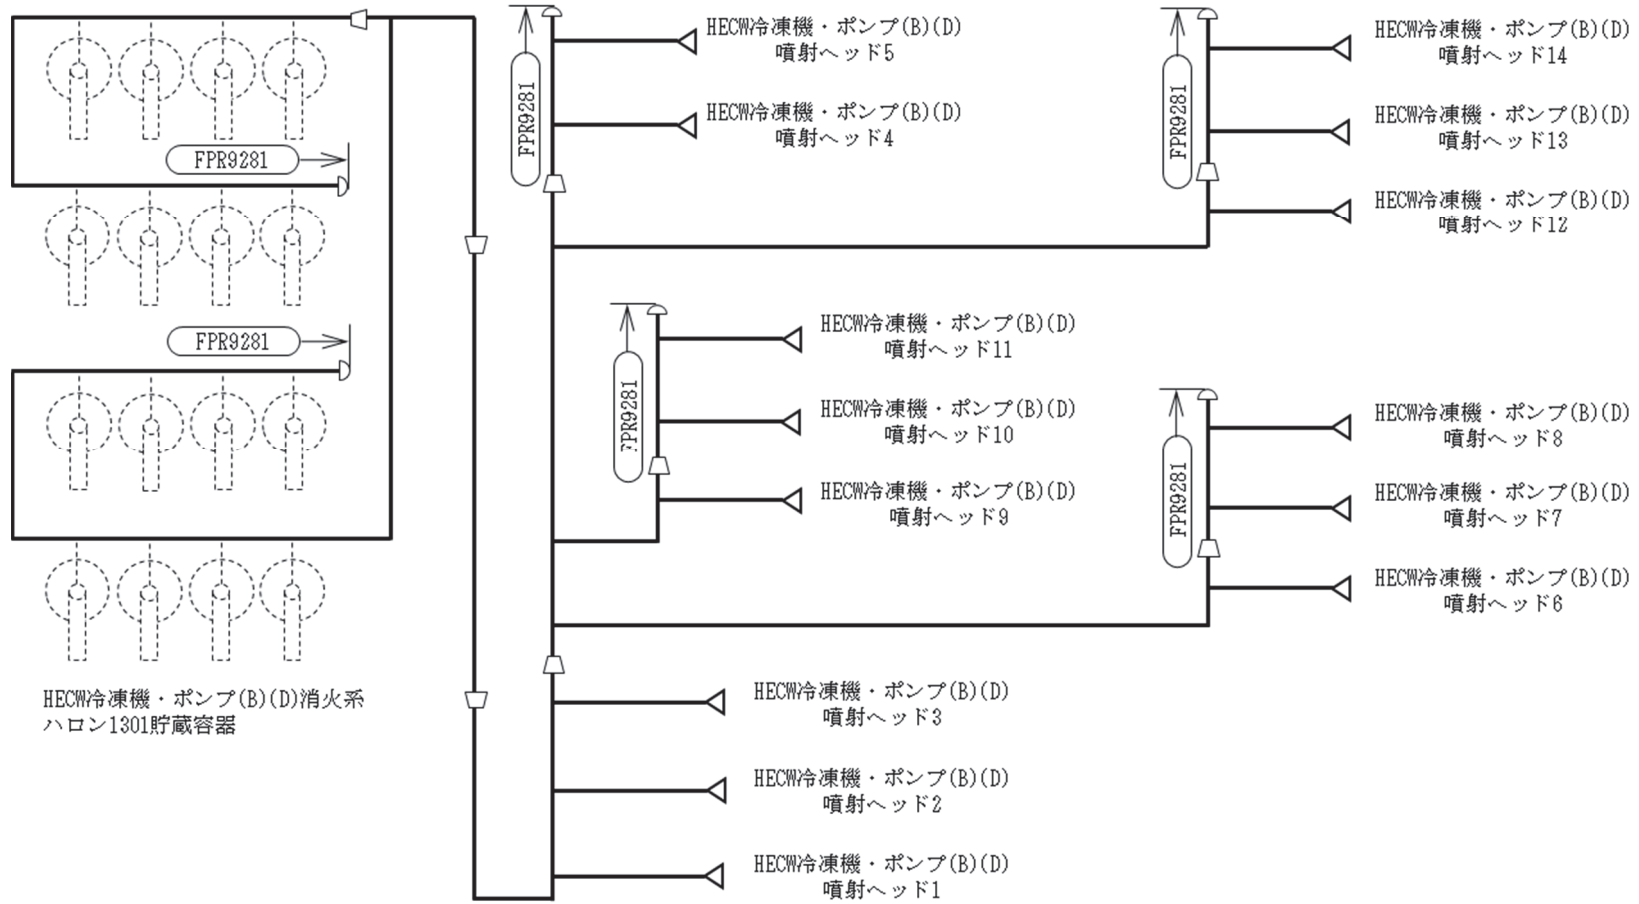 FPR9281
FPR9281
HECW冷凍機・ポンプ(B)(D)消火系
ハロン1301貯蔵容器
FPR9281
HECW冷凍機・ポンプ(B)(D)
噴射ヘッド5
HECW冷凍機・ポンプ(B)(D)
噴射ヘッド4
FPR9281
HECW冷凍機・ポンプ(B)(D)
噴射ヘッド14
HECW冷凍機・ポンプ(B)(D)
噴射ヘッド13
HECW冷凍機・ポンプ(B)(D)
噴射ヘッド12
FPR9281
HECW冷凍機・ポンプ(B)(D)
噴射ヘッド11
HECW冷凍機・ポンプ(B)(D)
噴射ヘッド10
HECW冷凍機・ポンプ(B)(D)
噴射ヘッド9
FPR9281
HECW冷凍機・ポンプ(B)(D)
噴射ヘッド8
HECW冷凍機・ポンプ(B)(D)
噴射ヘッド7
HECW冷凍機・ポンプ(B)(D)
噴射ヘッド6
HECW冷凍機・ポンプ(B)(D)
噴射ヘッド3
HECW冷凍機・ポンプ(B)(D)
噴射ヘッド2
HECW冷凍機・ポンプ(B)(D)
噴射ヘッド1